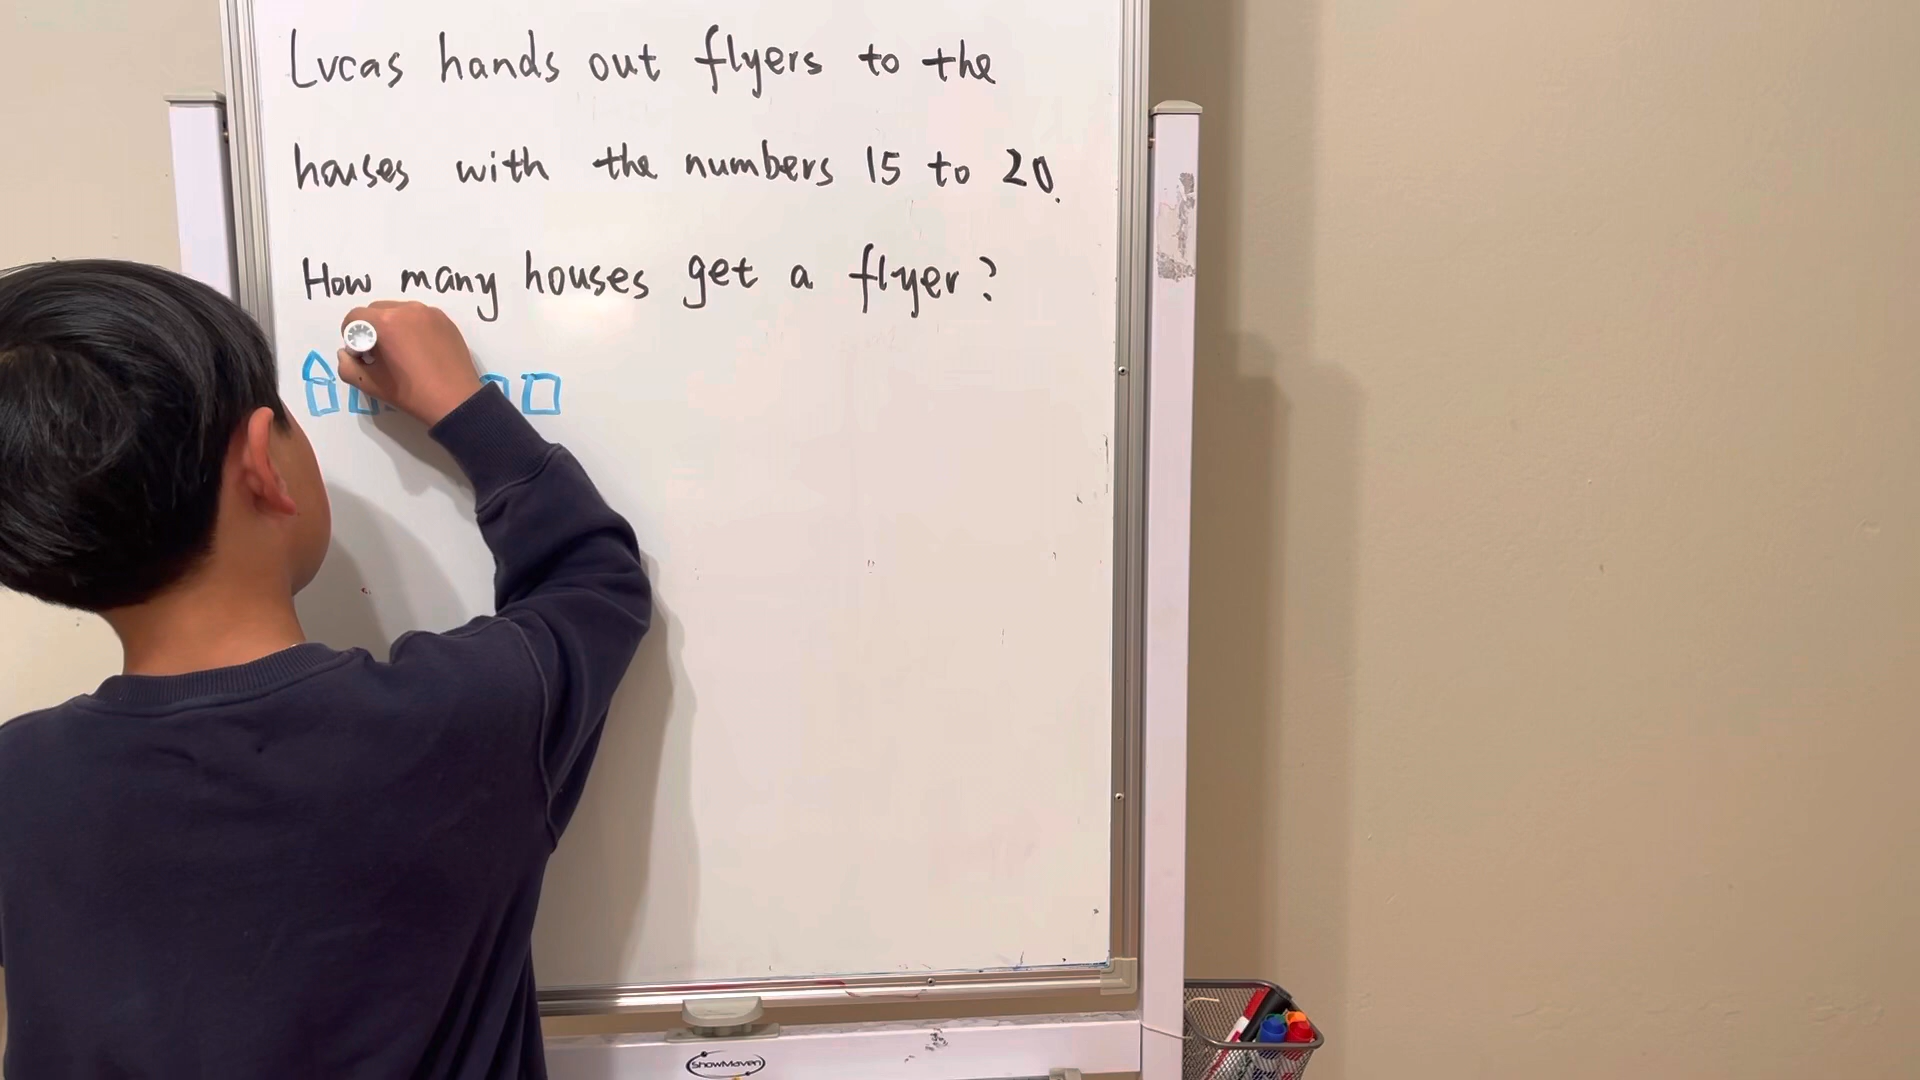 Lucas hands out flyers to the
houses with the numbers 15 to 20.
How many houses get a flyer?
ShowMaven